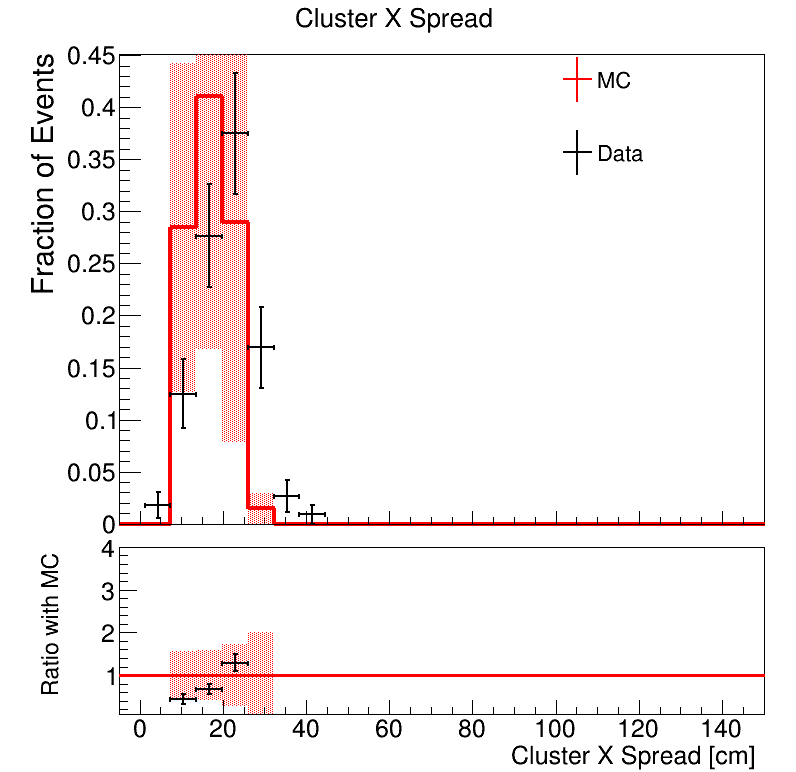 Cluster X Spread
Fraction of Events
0.45
0.4
0.35
0.3
0.25
0.2
0.15
0.1
0.05
0
MC
Data
Ratio with MC
4
3
2
1
0 20 40 60 80 100 120 140
Cluster X Spread [cm]